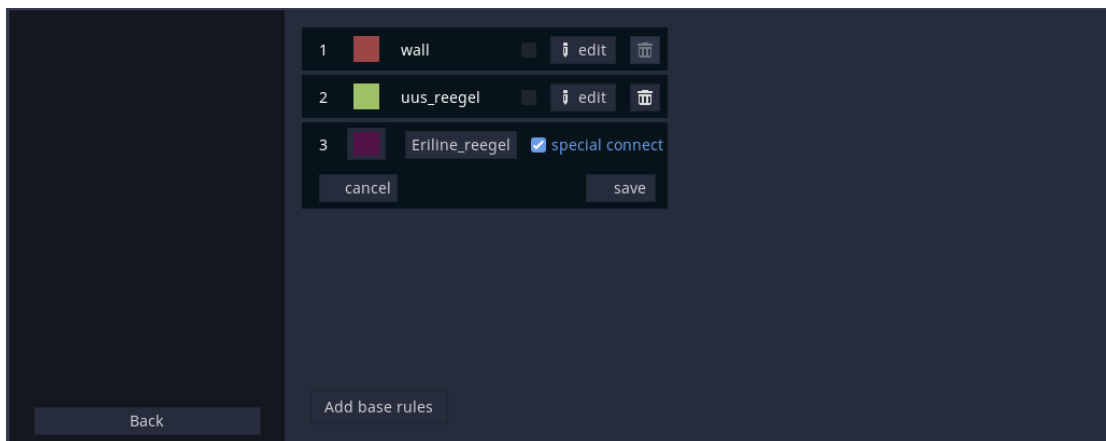 1 wall edit
2 uus_reegel edit
3 Eriline_reegel special connect
cancel save
Add base rules
Back